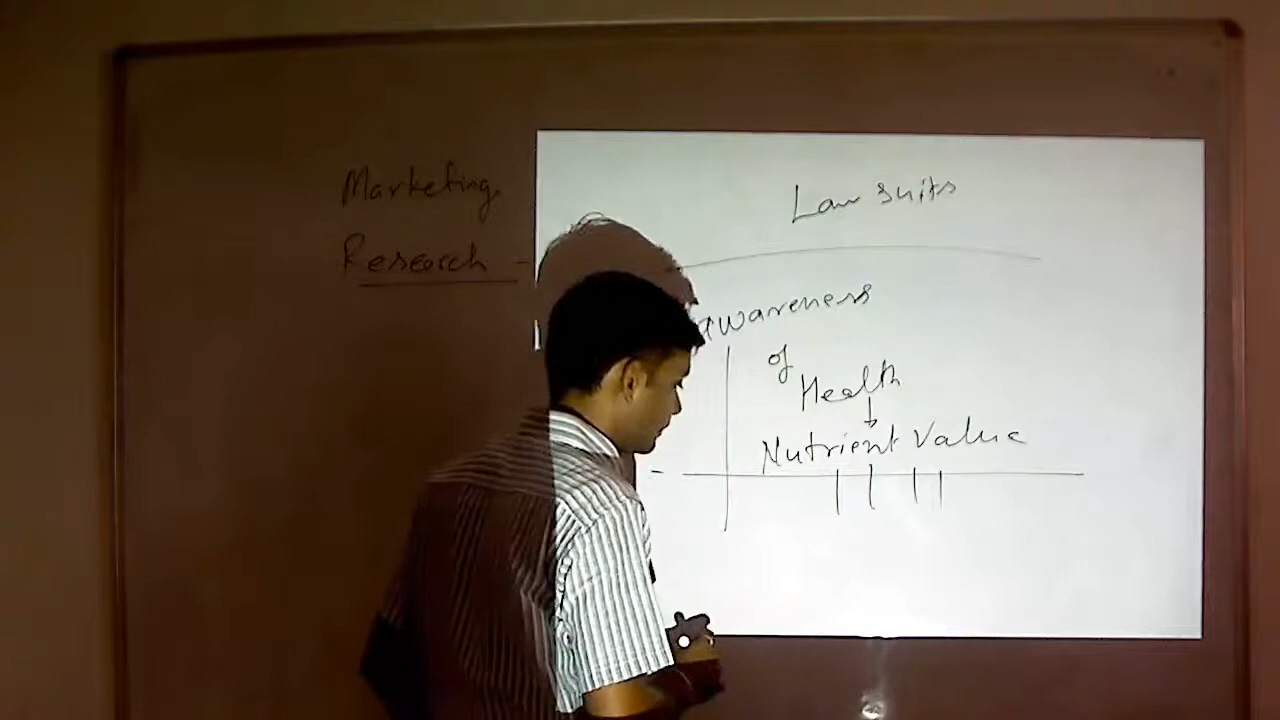 Marketing
Research -
Law suits
Awareness
of
Health
Nutrient Value